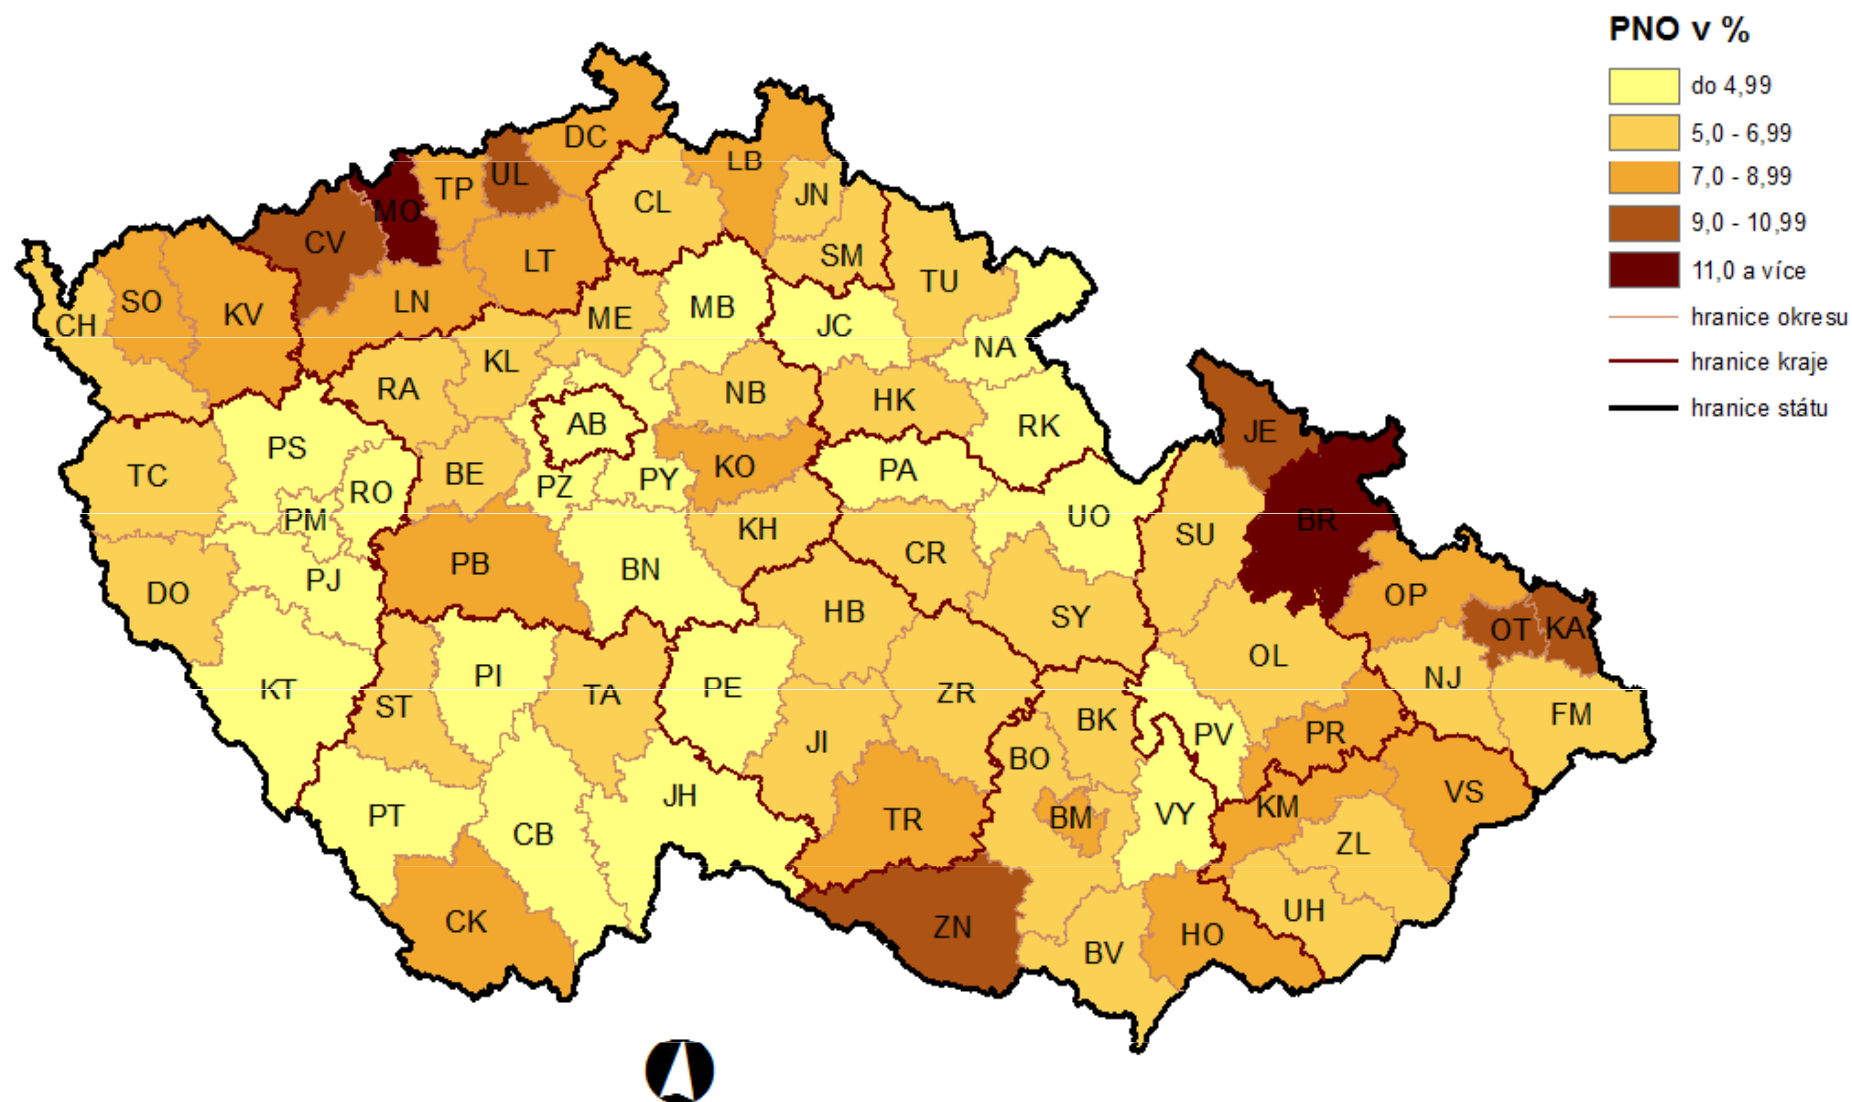 PNO v %
do 4,99
5,0 - 6,99
7,0 - 8,99
9,0 - 10,99
11,0 a více
hranice okresu
hranice kraje
hranice státu
DC
LB
UL
TP
JN
CL
MO
CV
SM
LT
TU
SO
LN
MB
KV
ME
JC
CH
NA
KL
RA
NB
HK
AB
RK
JE
PS
KO
PA
TC
BE
PY
PZ
RO
PM
UO
BR
KH
SU
CR
PB
BN
PJ
DO
OP
HB
SY
OT
KA
OL
PI
NJ
KT
PE
ZR
TA
ST
FM
BK
PR
PV
JI
BO
VS
JH
KM
PT
VY
BM
TR
CB
ZL
UH
CK
ZN
HO
BV